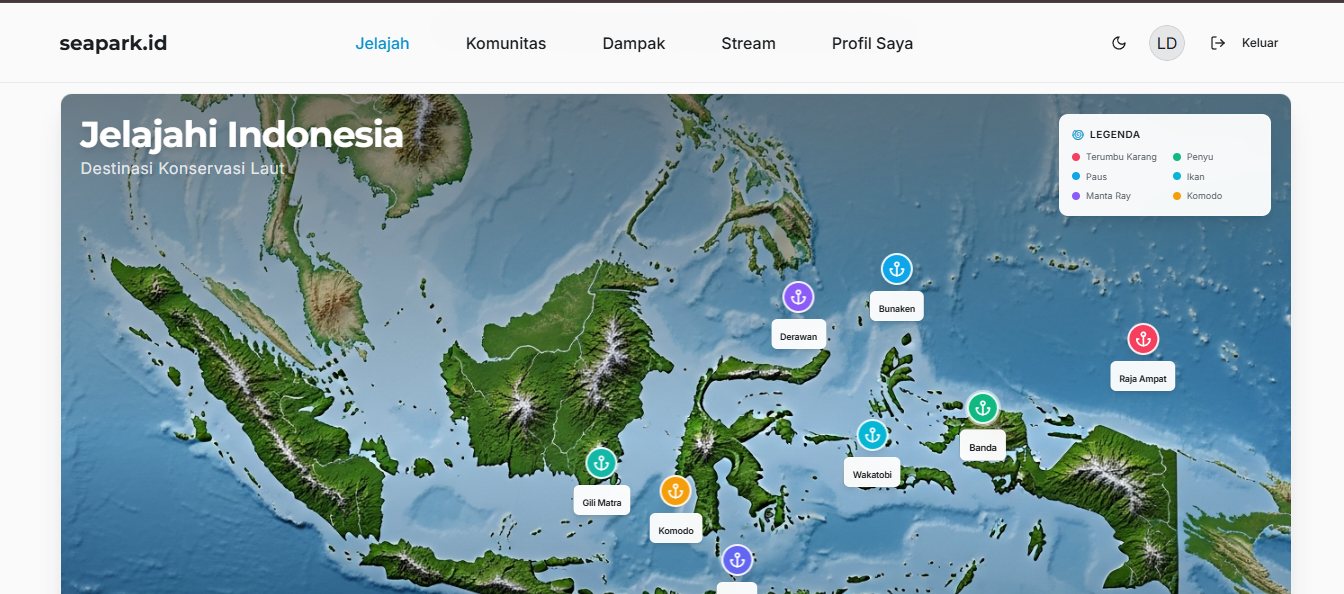 seapark.id
Jelajah
Komunitas
Dampak
Stream
Profil Saya
LD
Keluar
Jelajahi Indonesia
Destinasi Konservasi Laut
LEGENDA
Terumbu Karang
Penyu
Paus
Ikan
Manta Ray
Komodo
Bunaken
Derawan
Raja Ampat
Banda
Wakatobi
Gili Matra
Komodo